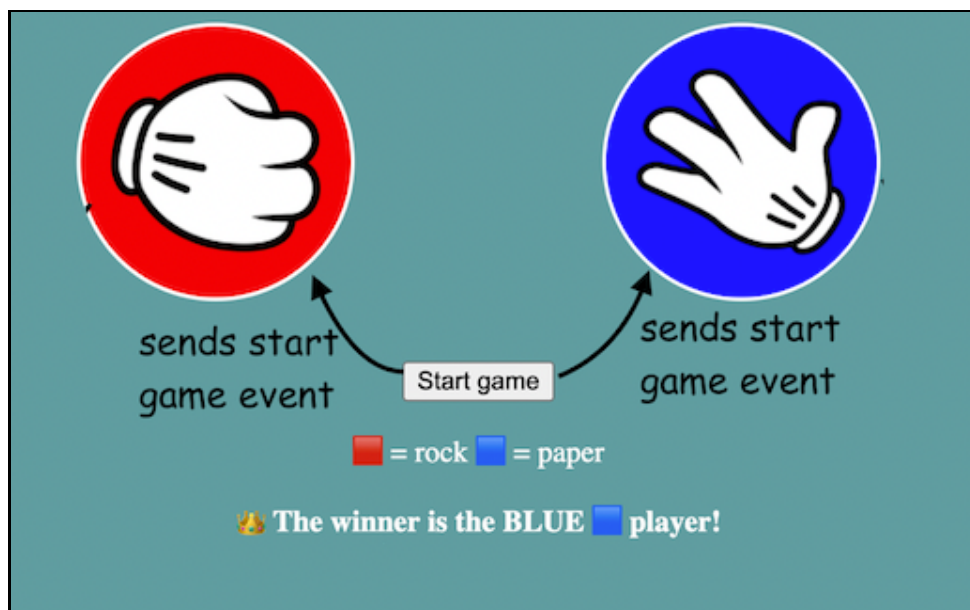 sends start
game event
sends start
game event
Start game
🟥 = rock 🟦 = paper
👑 The winner is the BLUE 🟦 player!